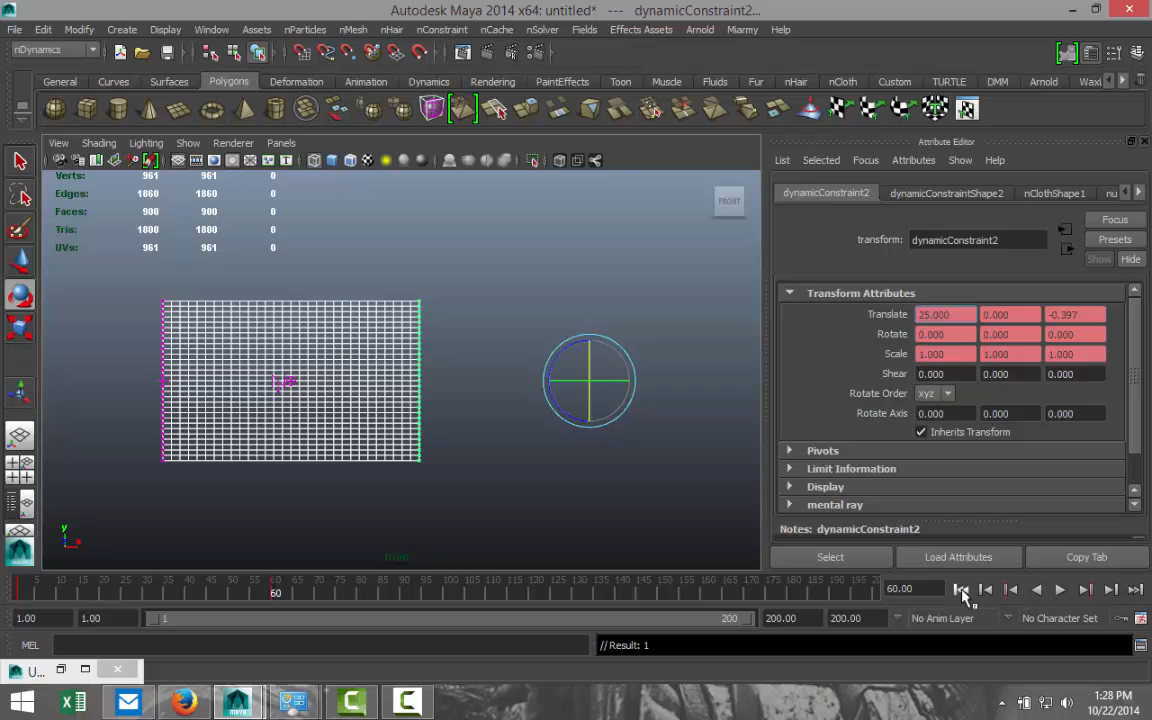 Autodesk Maya 2014 x64: untitled* --- dynamicConstraint2...
File Edit Modify Create Display Window Assets nParticles nMesh nHair nConstraint nCache nSolver Fields Effects Assets Arnold Miarmy Help
nDynamics
General Curves Surfaces Polygons Deformation Animation Dynamics Rendering PaintEffects Toon Muscle Fluids Fur nHair nCloth Custom TURTLE DMM Arnold
View Shading Lighting Show Renderer Panels
Verts: 961 961 0
Edges: 1860 1860 0
Faces: 900 900 0
Tris: 1800 1800 0
UVs: 961 961 0
FRONT
front
y
Attribute Editor
List Selected Focus Attributes Show Help
dynamicConstraint2 dynamicConstraintShape2 nClothShape1 nu
Focus
transform: dynamicConstraint2 Presets
Show Hide
Transform Attributes
Translate 25.000 0.000 -0.397
Rotate 0.000 0.000 0.000
Scale 1.000 1.000 1.000
Shear 0.000 0.000 0.000
Rotate Order xyz
Rotate Axis 0.000 0.000 0.000
Inherits Transform
Pivots
Limit Information
Display
mental ray
Notes: dynamicConstraint2
Select Load Attributes Copy Tab
5 10 15 20 25 30 35 40 45 50 55 60 65 70 75 80 85 90 95 100 105 110 115 120 125 130 135 140 145 150 155 160 165 170 175 180 185 190 195 20
60 60.00
1.00 1.00 1 200 200.00 200.00 No Anim Layer No Character Set
MEL // Result: 1
U...
MAYA
1:28 PM
10/22/2014